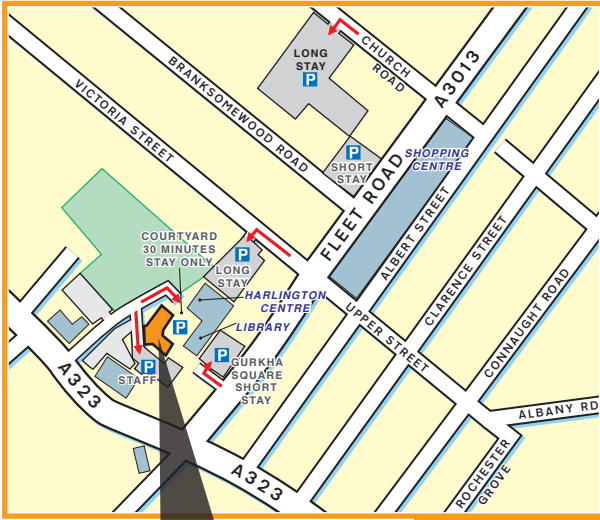 LONG
STAY
P
CHURCH
ROAD
A3013
BRANKSOMEWOOD ROAD
VICTORIA STREET
P
SHORT
STAY
SHOPPING
CENTRE
FLEET ROAD
ALBERT STREET
CLARENCE STREET
CONNAUGHT ROAD
COURTYARD
30 MINUTES
STAY ONLY
P
LONG
STAY
HARLINGTON
CENTRE
LIBRARY
P
P
GURKHA
SQUARE
SHORT
STAY
P
STAFF
UPPER STREET
A323
A323
ALBANY RD
ROCHESTER
GROVE